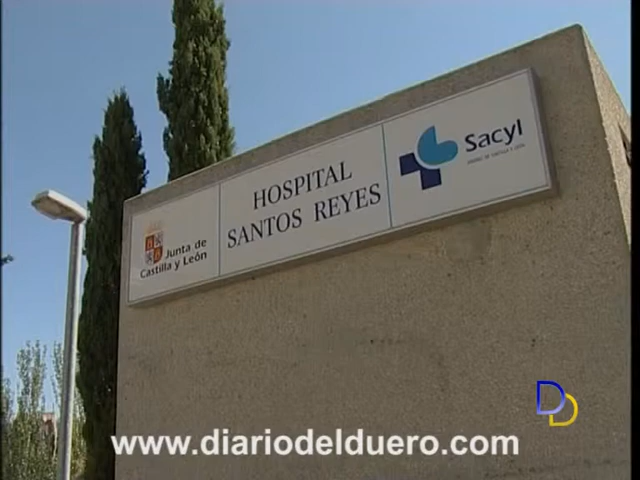 Junta de
Castilla y León
HOSPITAL
SANTOS REYES
Sacyl
D
D
www.diariodelduero.com